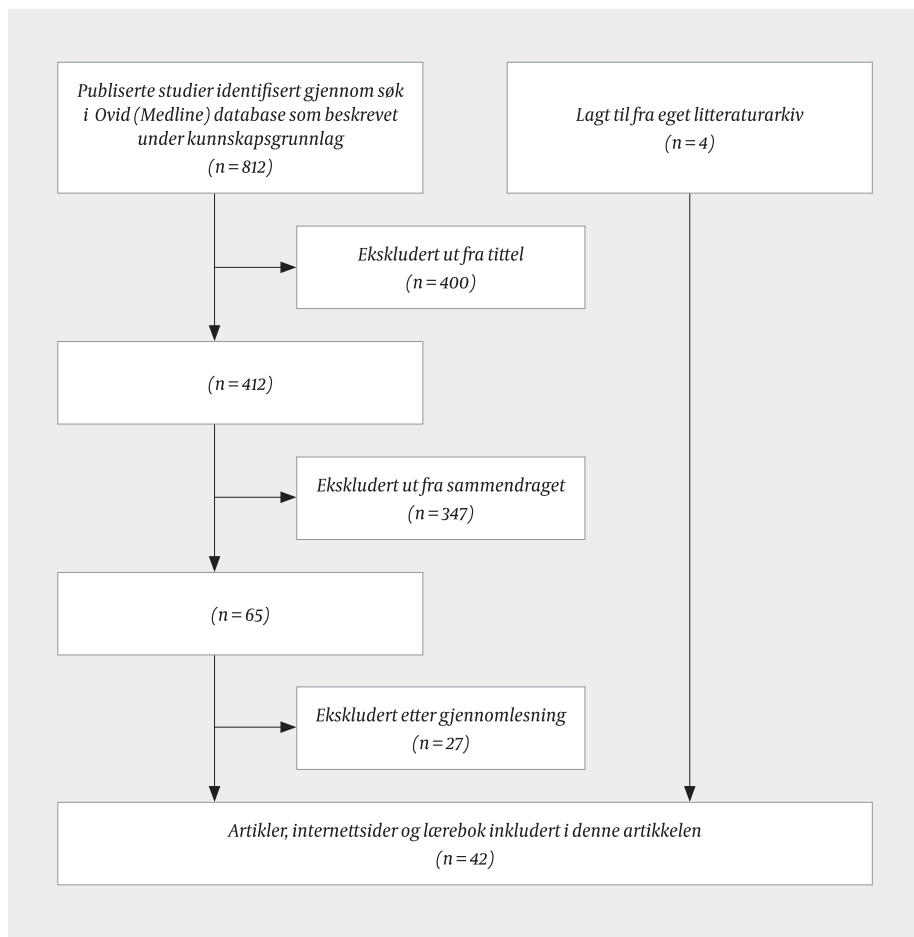 Publiserte studier identifisert gjennom søk
i Ovid (Medline) database som beskrevet
under kunnskapsgrunnlag
(n=812)
Lagt til fra eget litteraturarkiv
(n=4)
Ekskludert ut fra tittel
(n=400)
(n=412)
Ekskludert ut fra sammendraget
(n=347)
(n=65)
Ekskludert etter gjennomlesning
(n=27)
Artikler, internettsider og lærebok inkludert i denne artikkelen
(n=42)